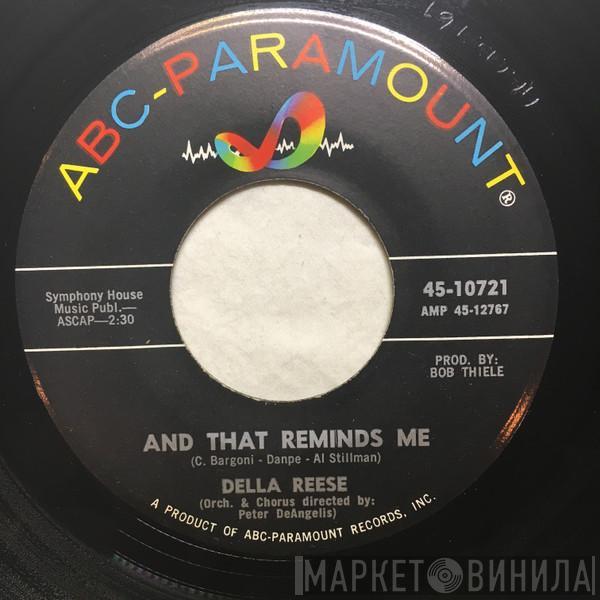 ABC-PARAMOUNT®
Symphony House
Music Publ.—
ASCAP—2:30
45-10721
AMP 45-12767
PROD. BY:
BOB THIELE
AND THAT REMINDS ME
(C. Bargoni - Danpe - Al Stillman)
DELLA REESE
(Orch. & Chorus directed by:
Peter DeAngelis)
A PRODUCT OF ABC-PARAMOUNT RECORDS, INC.
МАРКЕТ ВИНИЛА